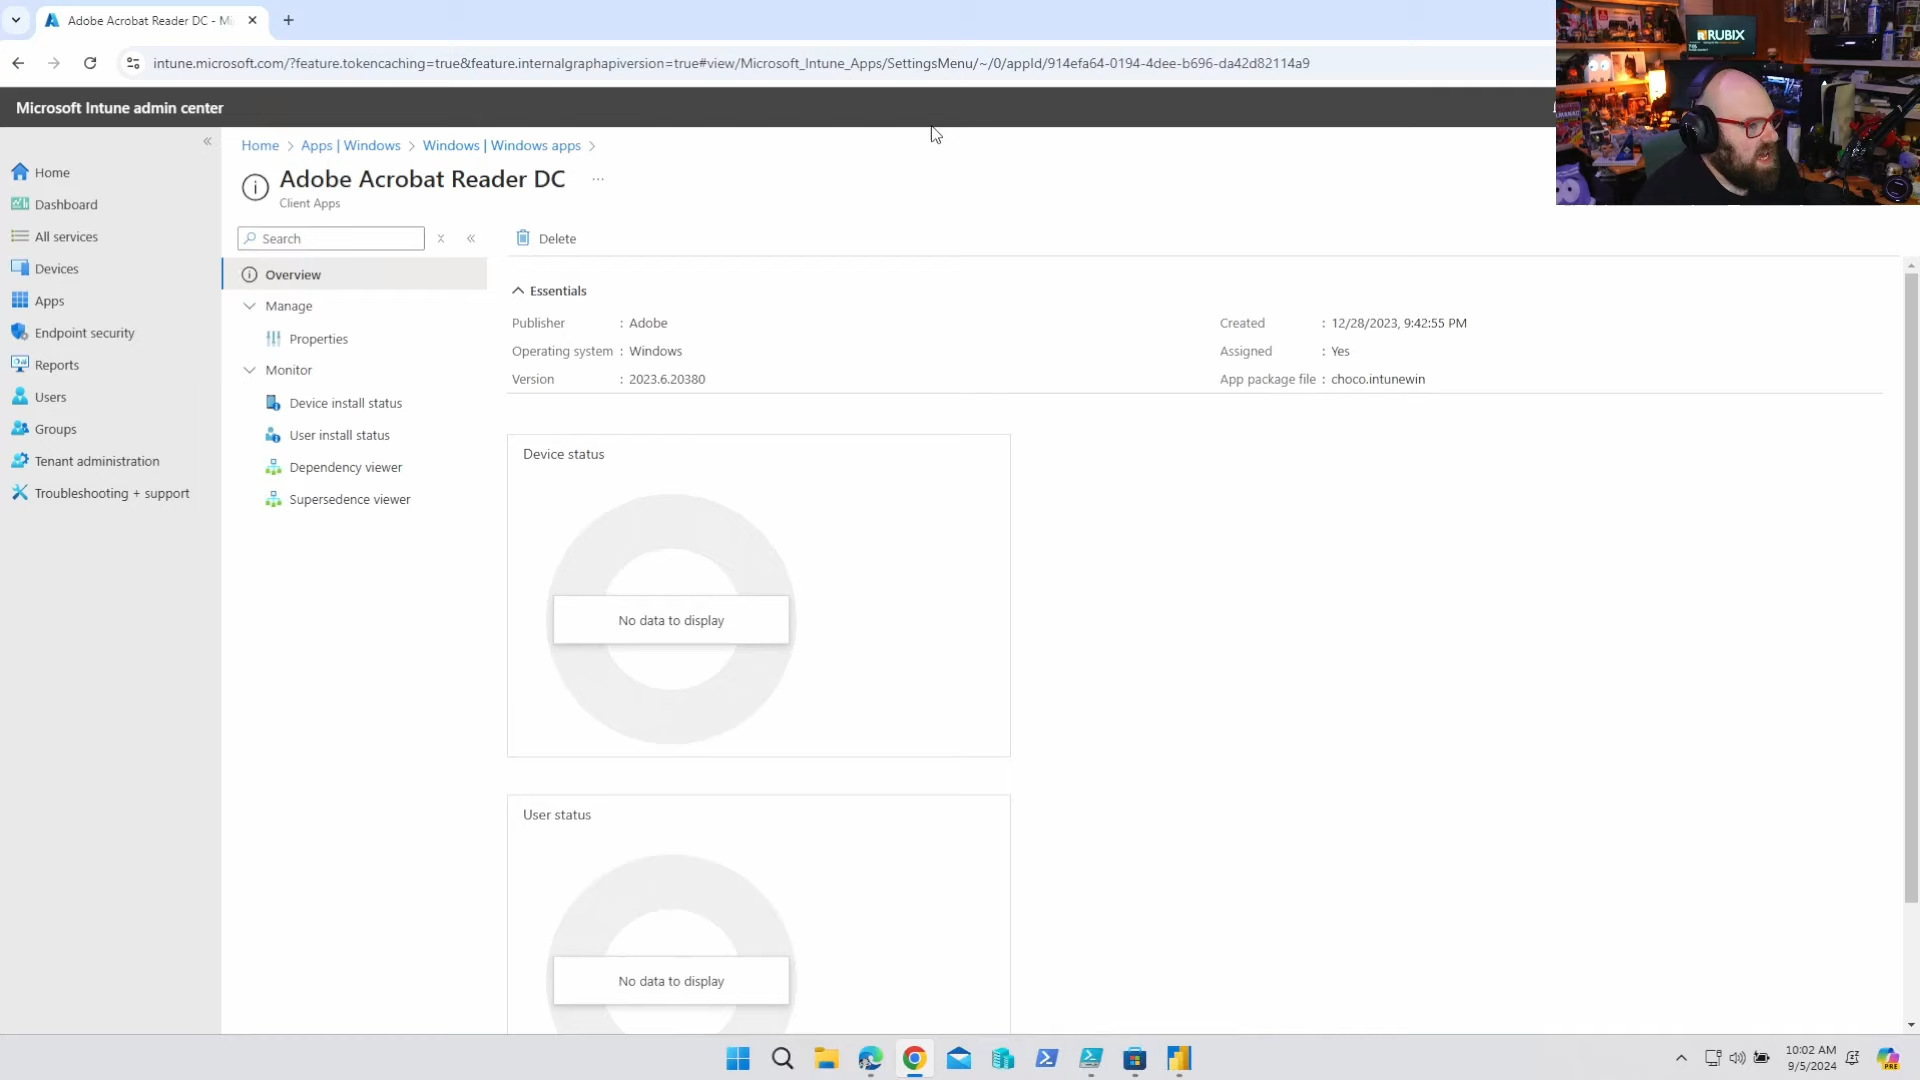 Adobe Acrobat Reader DC - Mi
intune.microsoft.com/?feature.tokencaching=true&feature.internalgraphapiversion=true#view/Microsoft_Intune_Apps/SettingsMenu/~/0/appId/914efa64-0194-4dee-b696-da42d82114a9
RUBIX
Microsoft Intune admin center
Home
Dashboard
All services
Devices
Apps
Endpoint security
Reports
Users
Groups
Tenant administration
Troubleshooting + support
Home > Apps | Windows > Windows | Windows apps >
Adobe Acrobat Reader DC ...
Client Apps
Search
Overview
Manage
Properties
Monitor
Device install status
User install status
Dependency viewer
Supersedence viewer
Delete
Essentials
Publisher : Adobe
Operating system : Windows
Version : 2023.6.20380
Created : 12/28/2023, 9:42:55 PM
Assigned : Yes
App package file : choco.intunewin
Device status
No data to display
User status
No data to display
10:02 AM
9/5/2024
PRE